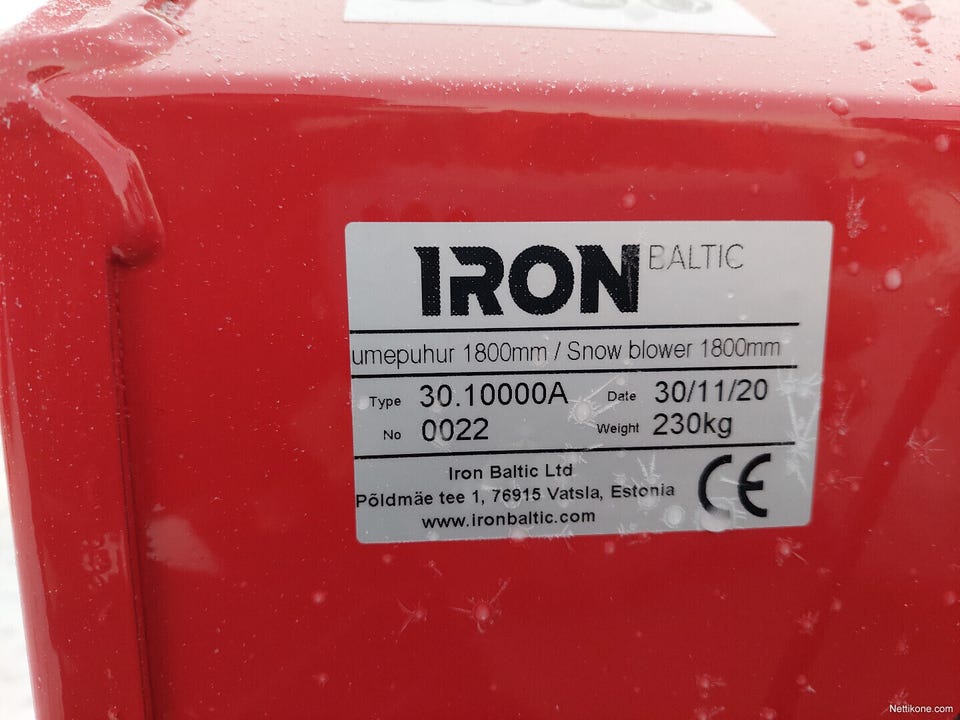 IRON BALTIC
umepuhur 1800mm / Snow blower 1800mm
Type 30.10000A Date 30/11/20
No 0022 Weight 230kg
Iron Baltic Ltd
Põldmäe tee 1, 76915 Vatsla, Estonia
www.ironbaltic.com
CE
Nettikone.com